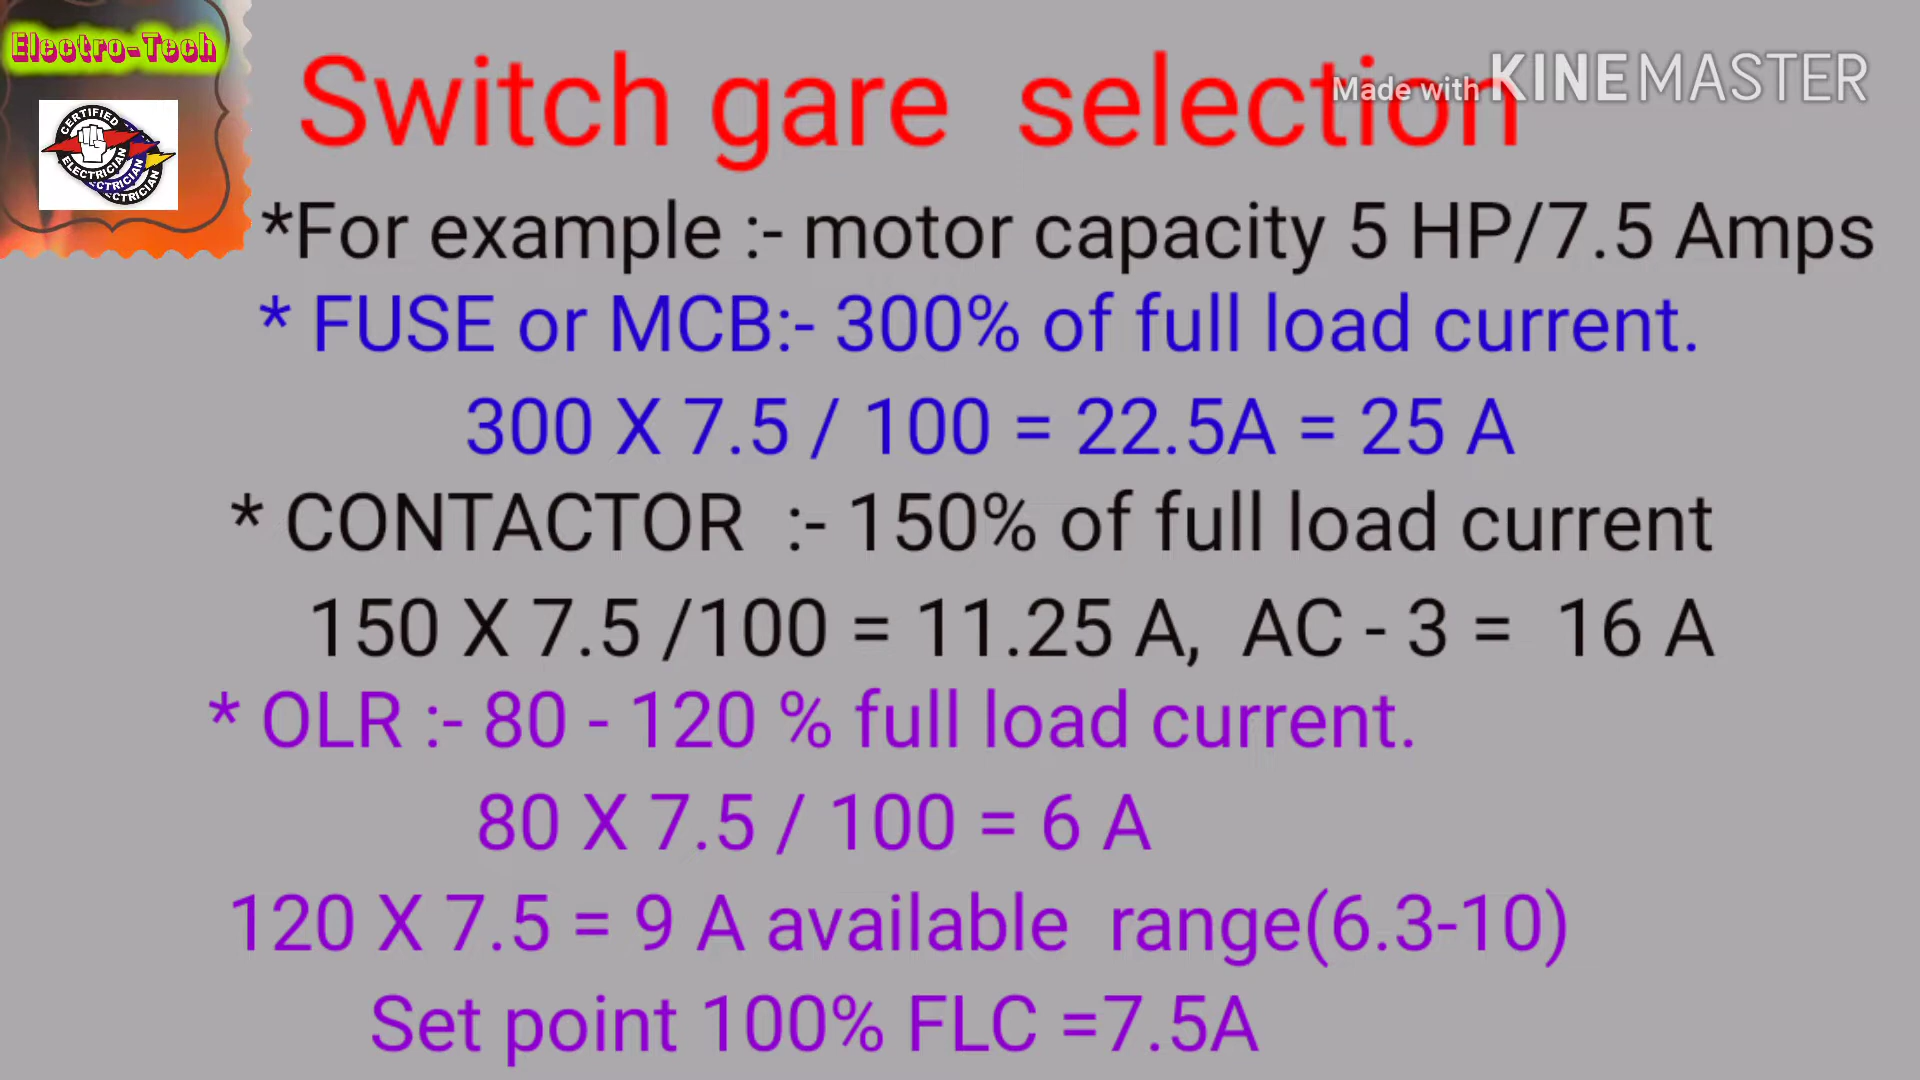 Electro-Tech
CERTIFIED
ELECTRICIAN
ECTRICIAN
CTRICIAN
Switch gare selection
Made with KINEMASTER
*For example :- motor capacity 5 HP/7.5 Amps
* FUSE or MCB:- 300% of full load current.
300 X 7.5 / 100 = 22.5A = 25 A
* CONTACTOR :- 150% of full load current
150 X 7.5 /100 = 11.25 A, AC - 3 = 16 A
* OLR :- 80 - 120 % full load current.
80 X 7.5 / 100 = 6 A
120 X 7.5 = 9 A available range(6.3-10)
Set point 100% FLC =7.5A